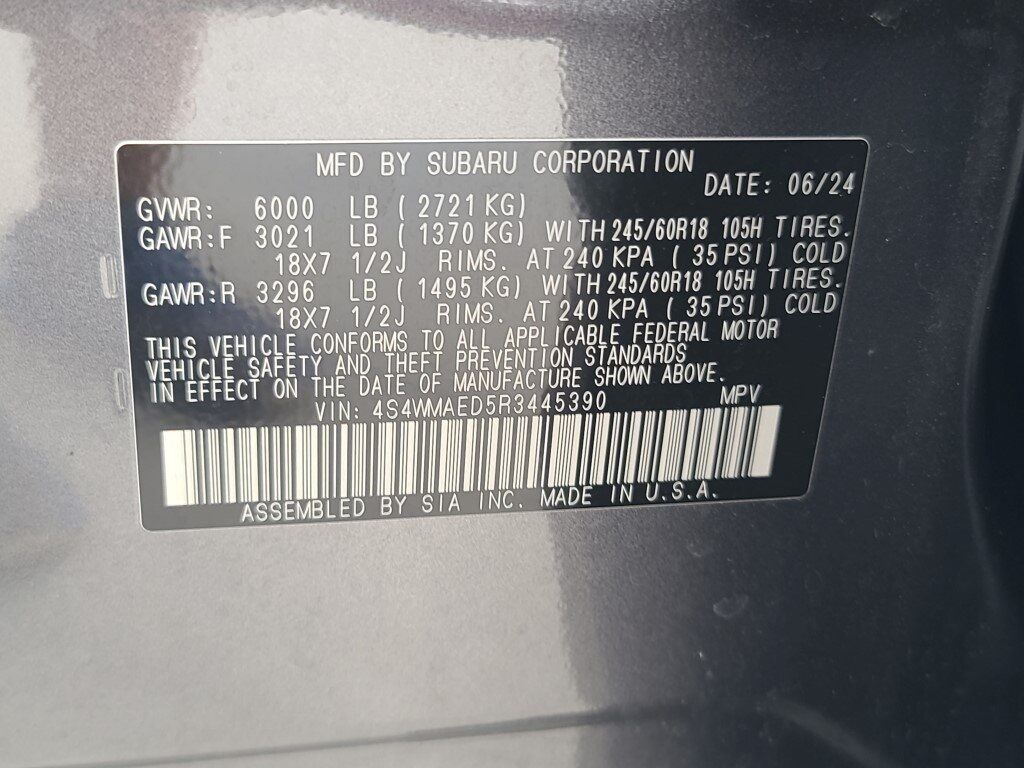 MFD BY SUBARU CORPORATION
DATE: 06/24
GVWR: 6000 LB ( 2721 KG)
GAWR:F 3021 LB ( 1370 KG) WITH 245/60R18 105H TIRES.
18X7 1/2J RIMS. AT 240 KPA ( 35 PSI) COLD
GAWR:R 3296 LB ( 1495 KG) WITH 245/60R18 105H TIRES.
18X7 1/2J RIMS. AT 240 KPA ( 35 PSI) COLD
THIS VEHICLE CONFORMS TO ALL APPLICABLE FEDERAL MOTOR
VEHICLE SAFETY AND THEFT PREVENTION STANDARDS
IN EFFECT ON THE DATE OF MANUFACTURE SHOWN ABOVE.
VIN: 4S4WMAED5R3445390 MPV
ASSEMBLED BY SIA INC. MADE IN U.S.A.